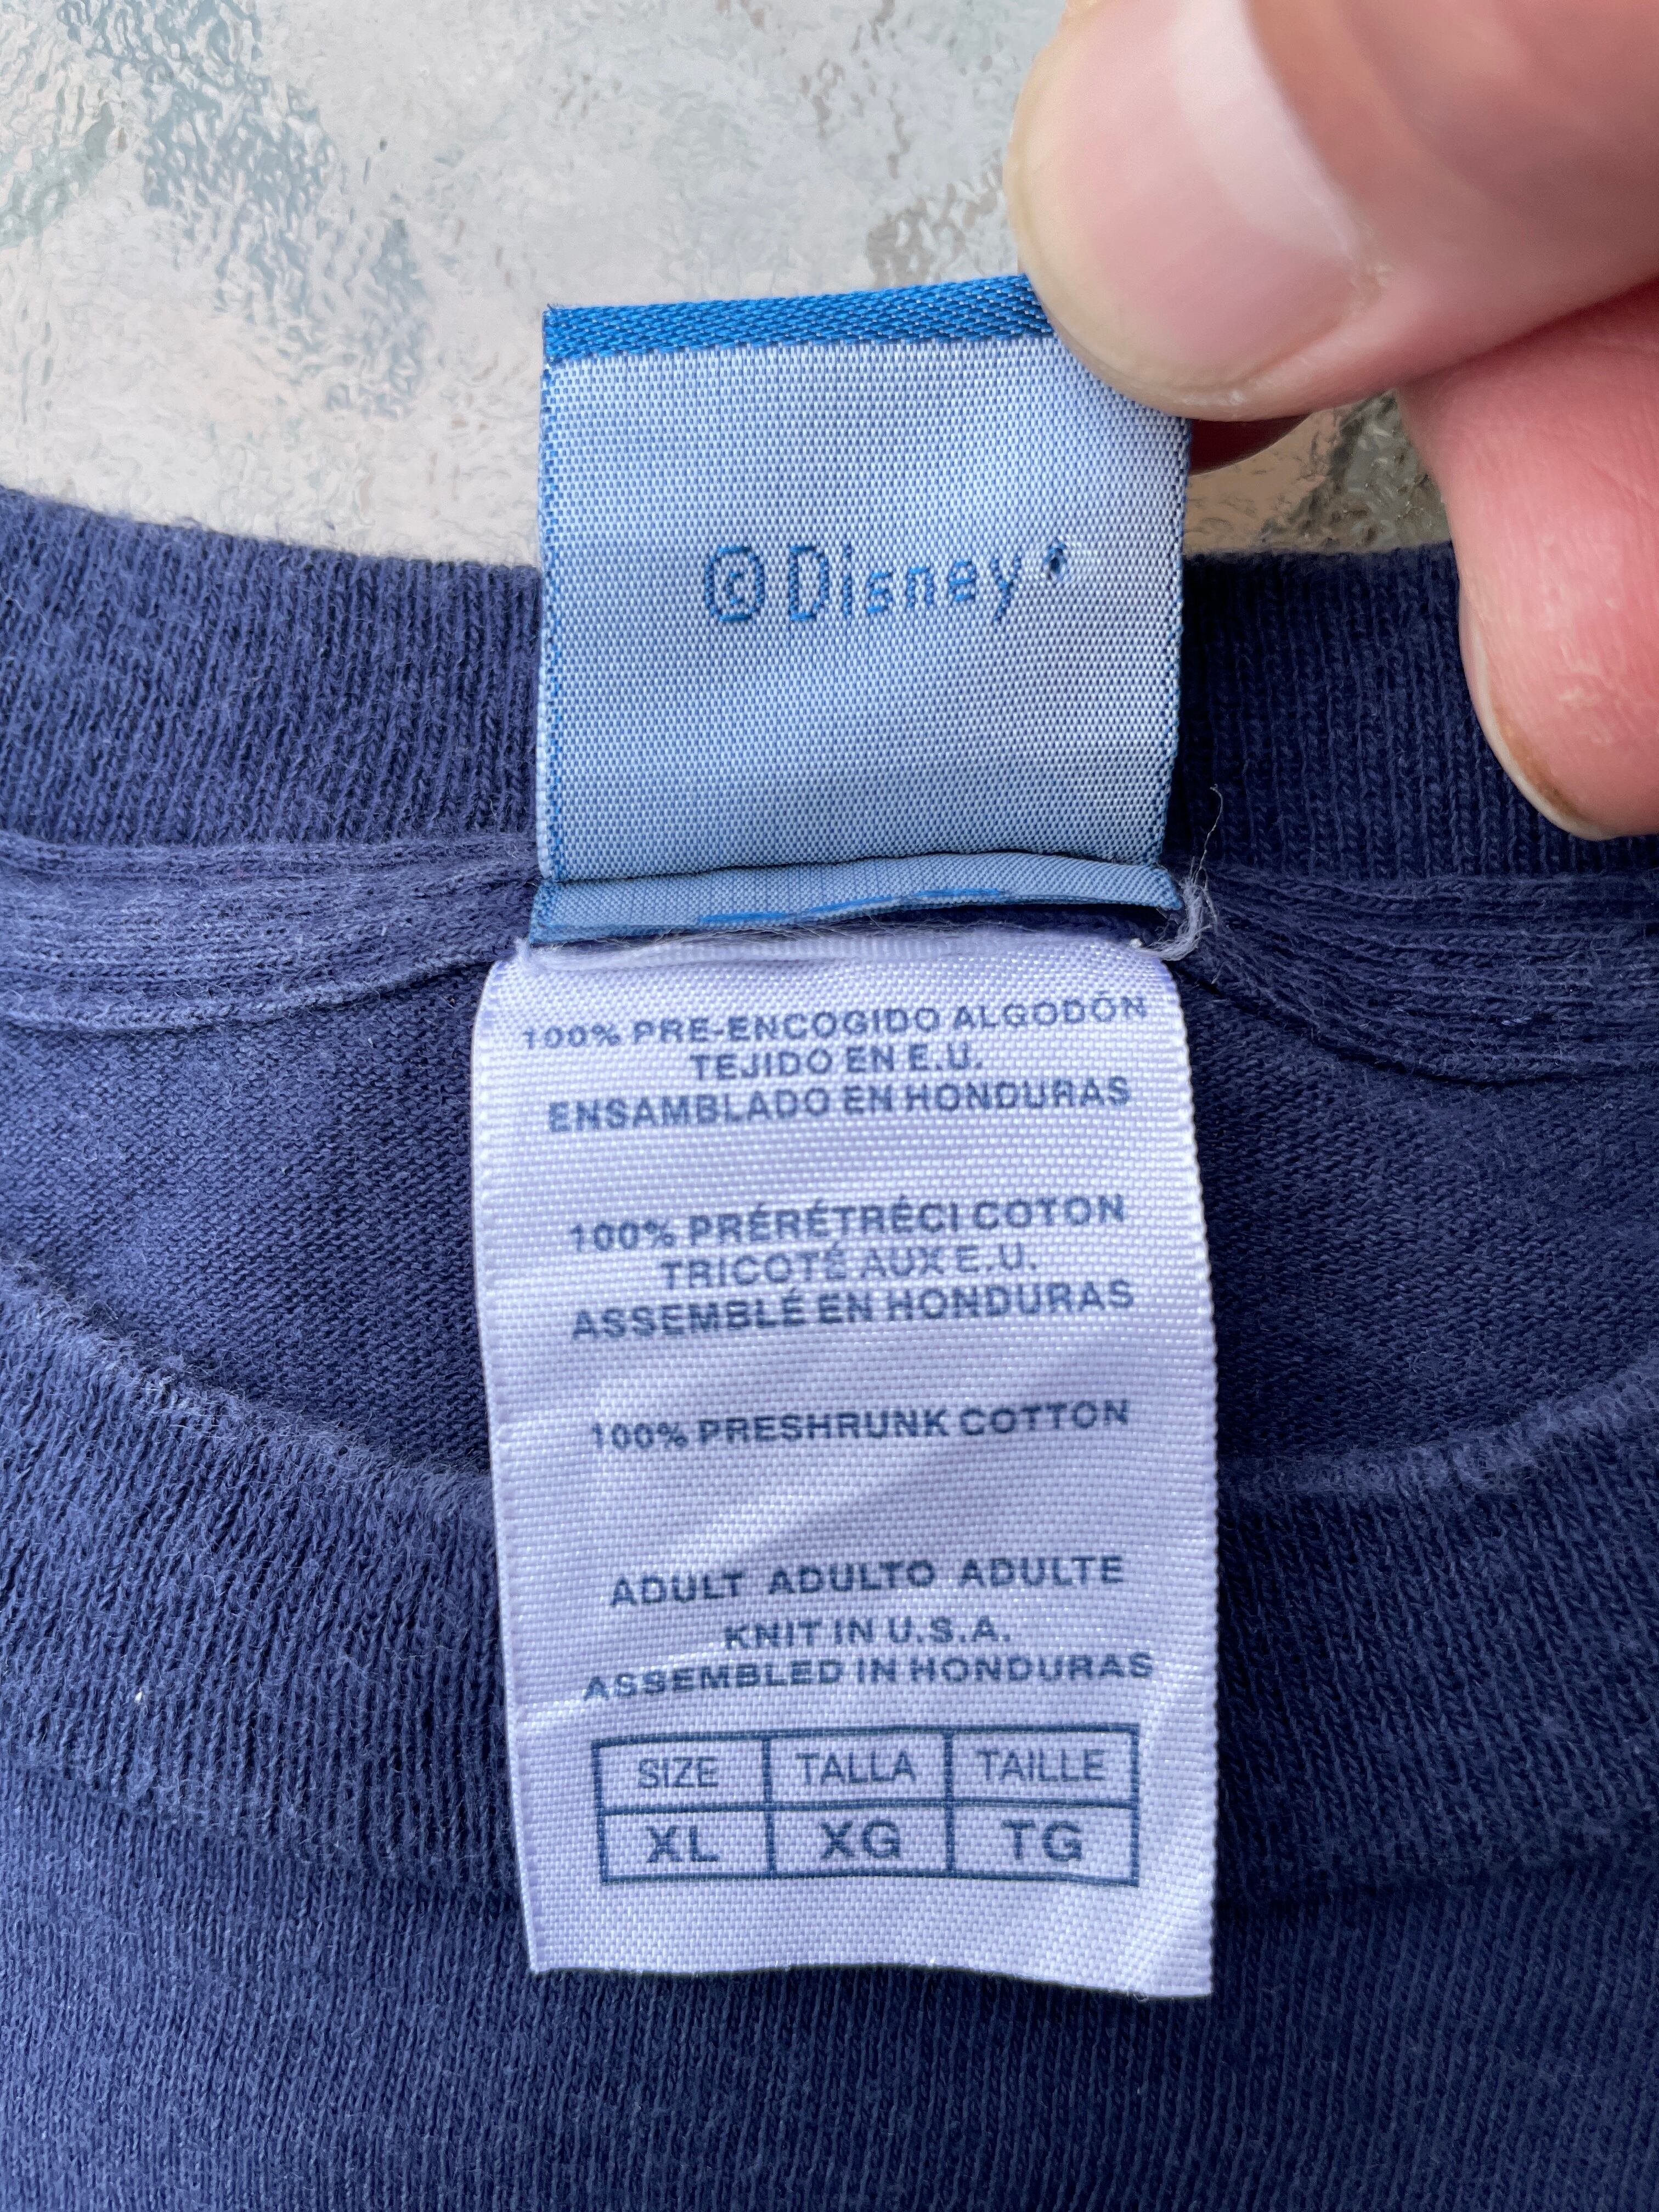 ©Disney
100% PRE-ENCOGIDO ALGODÓN
TEJIDO EN E.U.
ENSAMBLADO EN HONDURAS
100% PRÉRÉTRÉCI COTON
TRICOTÉ AUX E.U.
ASSEMBLÉ EN HONDURAS
100% PRESHRUNK COTTON
ADULT ADULTO ADULTE
KNIT IN U.S.A.
ASSEMBLED IN HONDURAS
SIZE TALLA TAILLE
XL XG TG